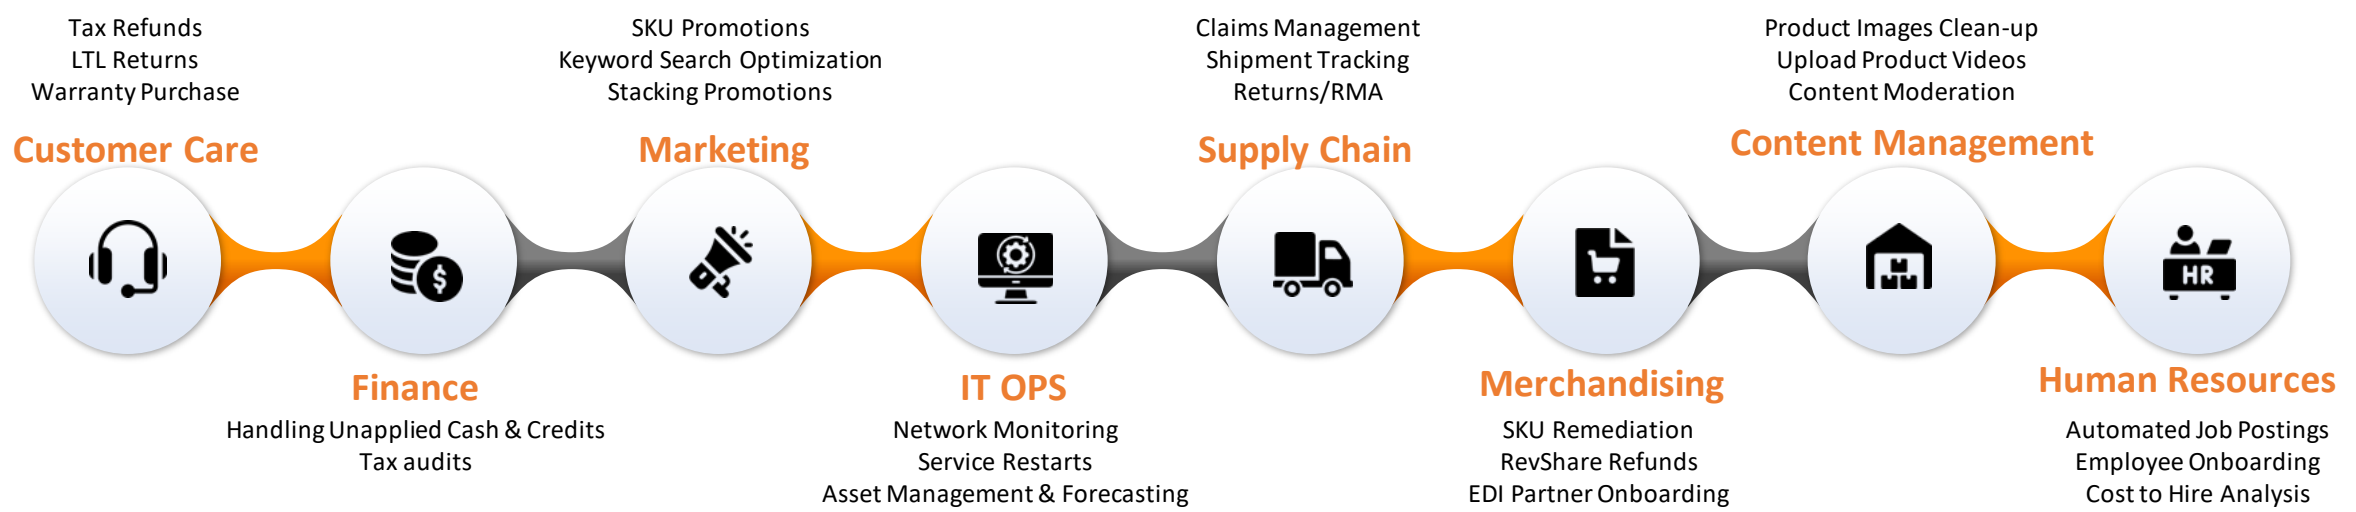 Tax Refunds
LTL Returns
Warranty Purchase
Customer Care
SKU Promotions
Keyword Search Optimization
Stacking Promotions
Marketing
Claims Management
Shipment Tracking
Returns/RMA
Supply Chain
Product Images Clean-up
Upload Product Videos
Content Moderation
Content Management
HR
Finance
Handling Unapplied Cash & Credits
Tax audits
IT OPS
Network Monitoring
Service Restarts
Asset Management & Forecasting
Merchandising
SKU Remediation
RevShare Refunds
EDI Partner Onboarding
Human Resources
Automated Job Postings
Employee Onboarding
Cost to Hire Analysis